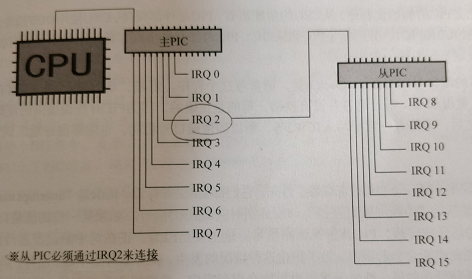 CPU
主PIC
IRQ 0
IRQ 1
IRQ 2
IRQ 3
IRQ 4
IRQ 5
IRQ 6
IRQ 7
从PIC
IRQ 8
IRQ 9
IRQ 10
IRQ 11
IRQ 12
IRQ 13
IRQ 14
IRQ 15
※从 PIC必须通过IRQ2来连接